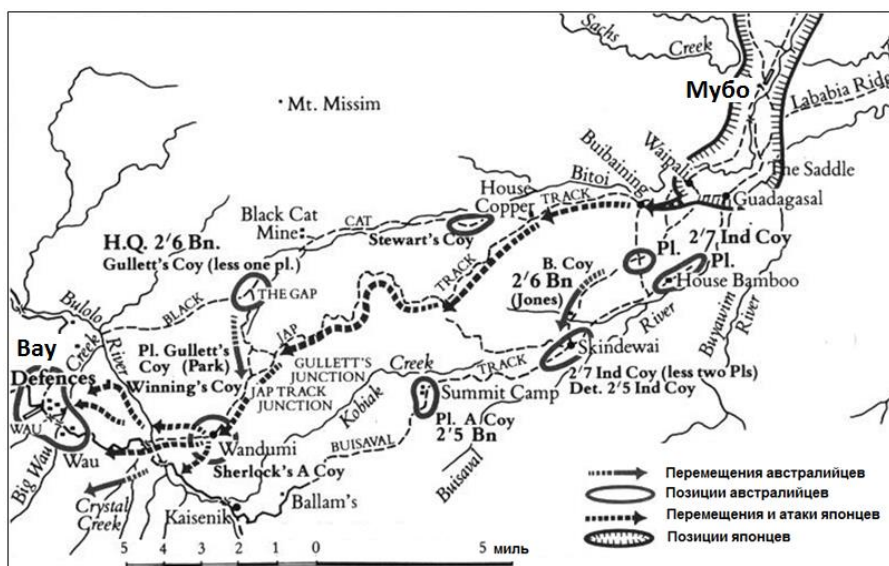 Sachs
Creek
Мубо
Lababia Ridge
Mt. Missim
Waipali
Buibaining
The Saddle
Bitoi
Guadagasal
House
Copper
TRACK
Black Cat
Mine
CAT
Stewart's Coy
H.Q. 2/6 Bn.
Gullett's Coy (less one pl.)
Pl.
2/7 Ind Coy
Pl.
B. Coy
2/6 Bn
(Jones)
House Bamboo
THE GAP
TRACK
BLACK
Bulolo
River
River
Buyawim
River
JAP
Вау
Defences
Creek
Pl. Gullett's
Coy (Park)
Winning's Coy
GULLETT'S
JUNCTION
JAP TRACK
JUNCTION
Creek
TRACK
Skindewai
2/7 Ind Coy (less two Pls)
Det. 2/5 Ind Coy
Kobiak
Summit Camp
Pl. A Coy
2/5 Bn
WAU
Wau
Wandumi
Sherlock's A Coy
BUISAVAL
Buisaval
Big Wau
Crystal
Creek
Kaisenik
Ballam's
Перемещения австралийцев
Позиции австралийцев
Перемещения и атаки японцев
Позиции японцев
5 4 3 2 1 0 5 миль